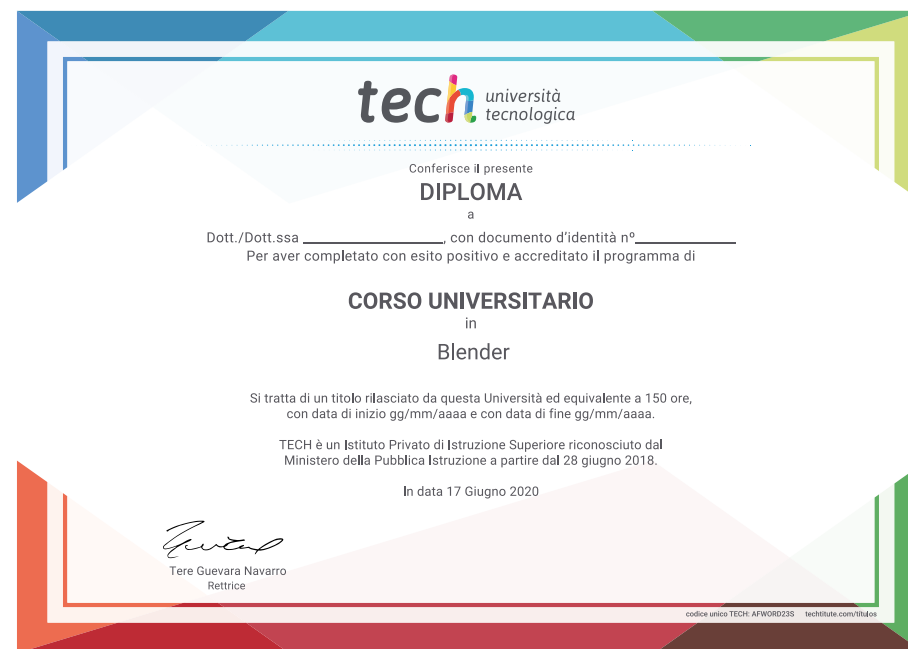 tech università
tecnologica
Conferisce il presente
DIPLOMA
a
Dott./Dott.ssa ____________________, con documento d'identità nº______________
Per aver completato con esito positivo e accreditato il programma di
CORSO UNIVERSITARIO
in
Blender
Si tratta di un titolo rilasciato da questa Università ed equivalente a 150 ore,
con data di inizio gg/mm/aaaa e con data di fine gg/mm/aaaa.
TECH è un Istituto Privato di Istruzione Superiore riconosciuto dal
Ministero della Pubblica Istruzione a partire dal 28 giugno 2018.
In data 17 Giugno 2020
Tere Guevara Navarro
Rettrice
codice unico TECH: AFWORD23S techtitute.com/títulos